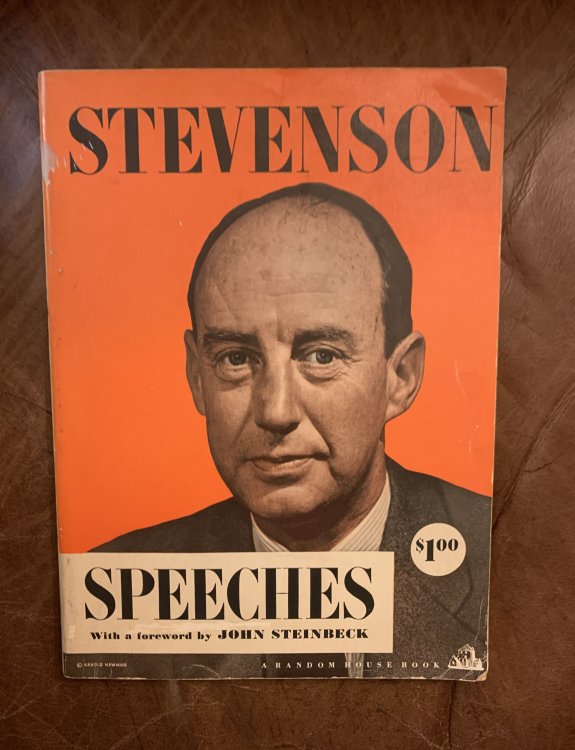 STEVENSON
$1.00
SPEECHES
With a foreword by JOHN STEINBECK
© ARNOLD NEWMAN
A RANDOM HOUSE BOOK